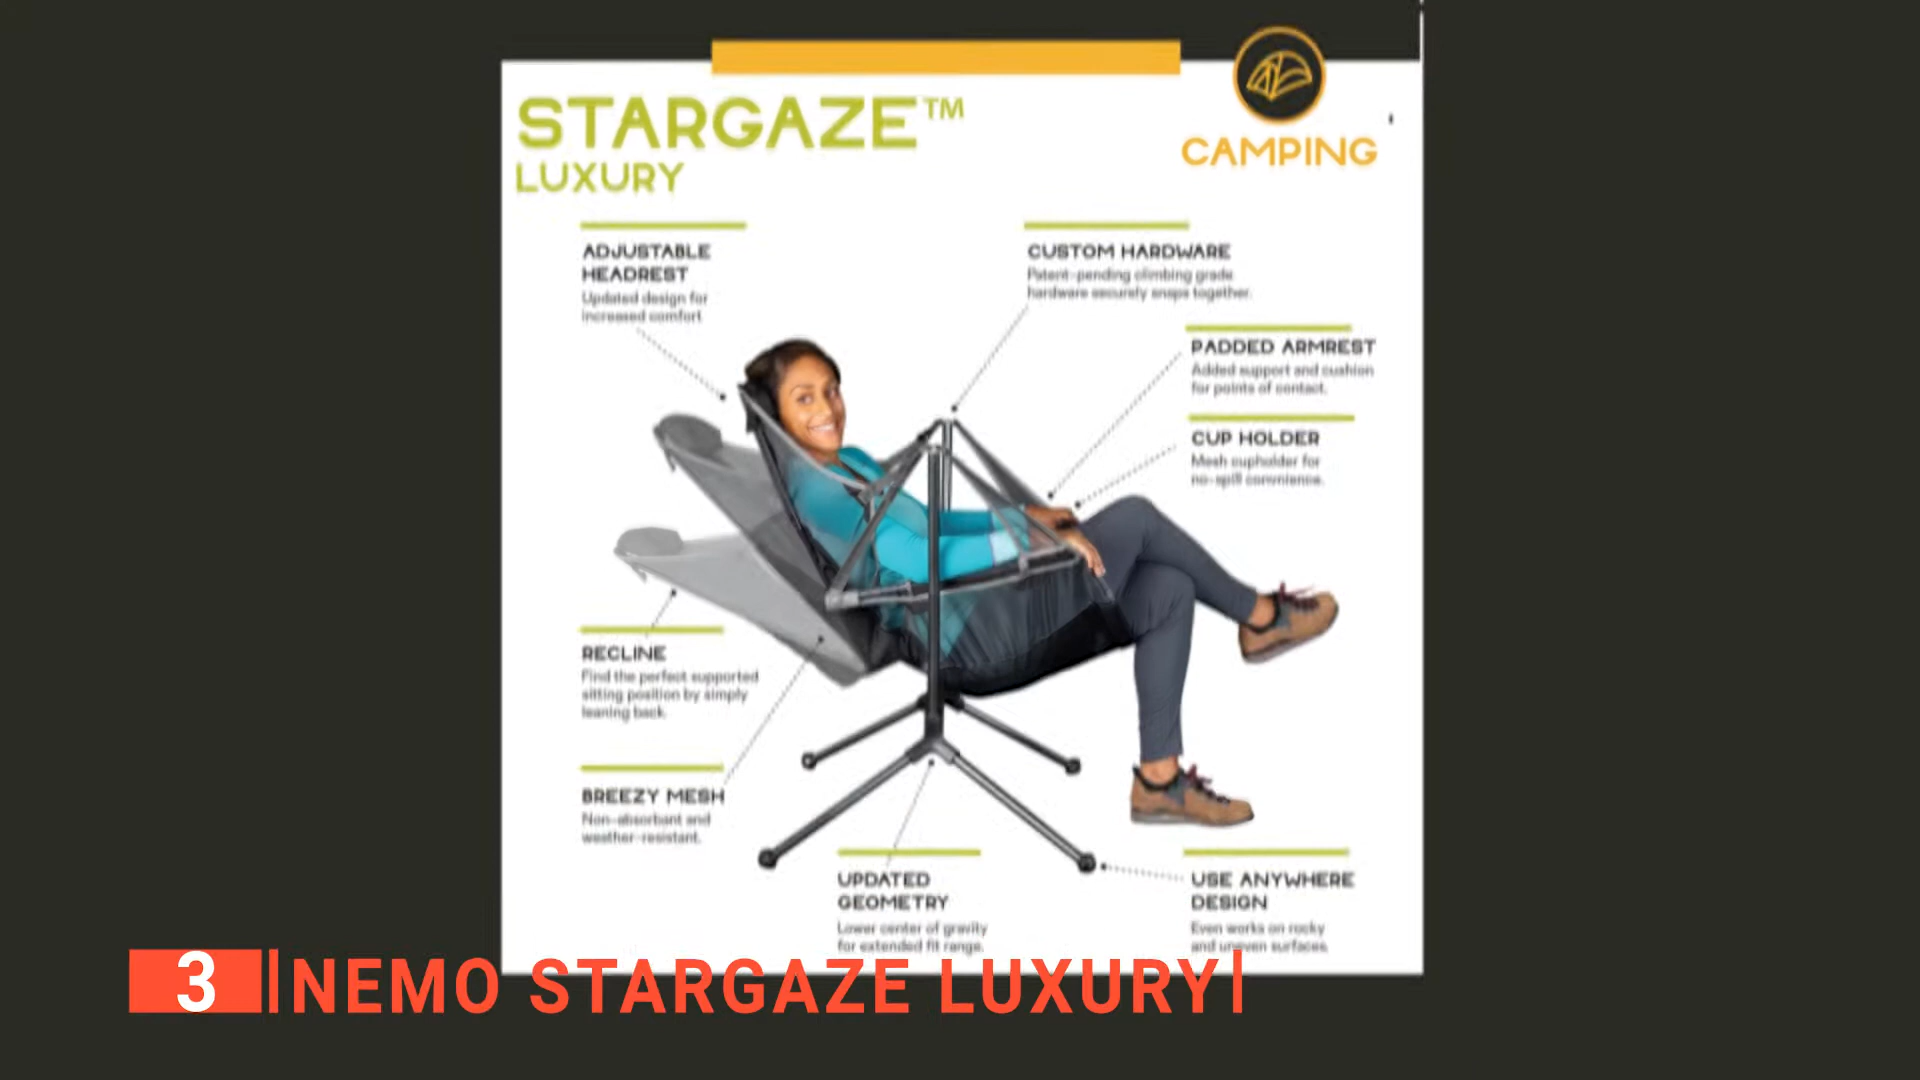 STARGAZE™
LUXURY
CAMPING
ADJUSTABLE
HEADREST
Updated design for
increased comfort
CUSTOM HARDWARE
Patent-pending climbing grade
hardware securely snaps together.
PADDED ARMREST
Added support and cushion
for points of contact.
CUP HOLDER
Mesh cupholder for
no-spill convnience.
RECLINE
Find the perfect supported
sitting position by simply
leaning back.
BREEZY MESH
Non-absorbant and
weather-resistant.
UPDATED
GEOMETRY
Lower center of gravity
for extended fit range.
USE ANYWHERE
DESIGN
Even works on rocky
and uneven surfaces.
3 NEMO STARGAZE LUXURY